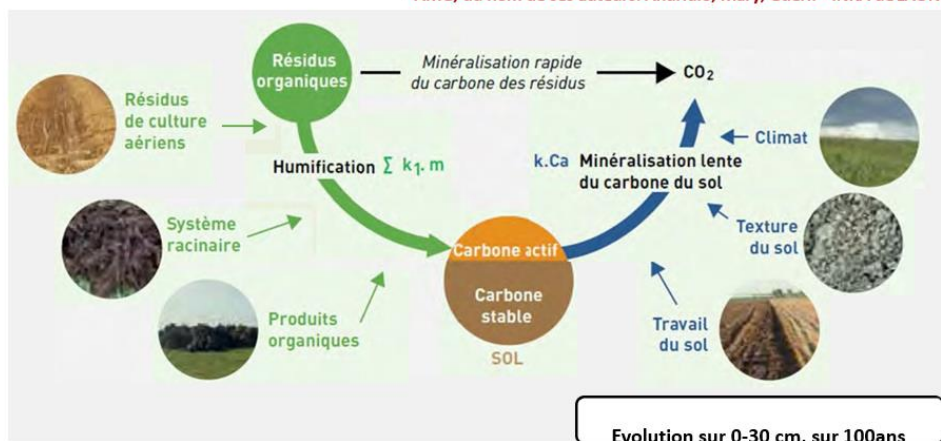 Résidus
organiques
Minéralisation rapide
du carbone des résidus
CO₂
Résidus
de culture
aériens
Climat
Humification Σ k₁. m
k.Ca Minéralisation lente
du carbone du sol
Système
racinaire
Texture
du sol
Carbone actif
Carbone
stable
Produits
organiques
Travail
du sol
SOL
Evolution sur 0-30 cm, sur 100ans